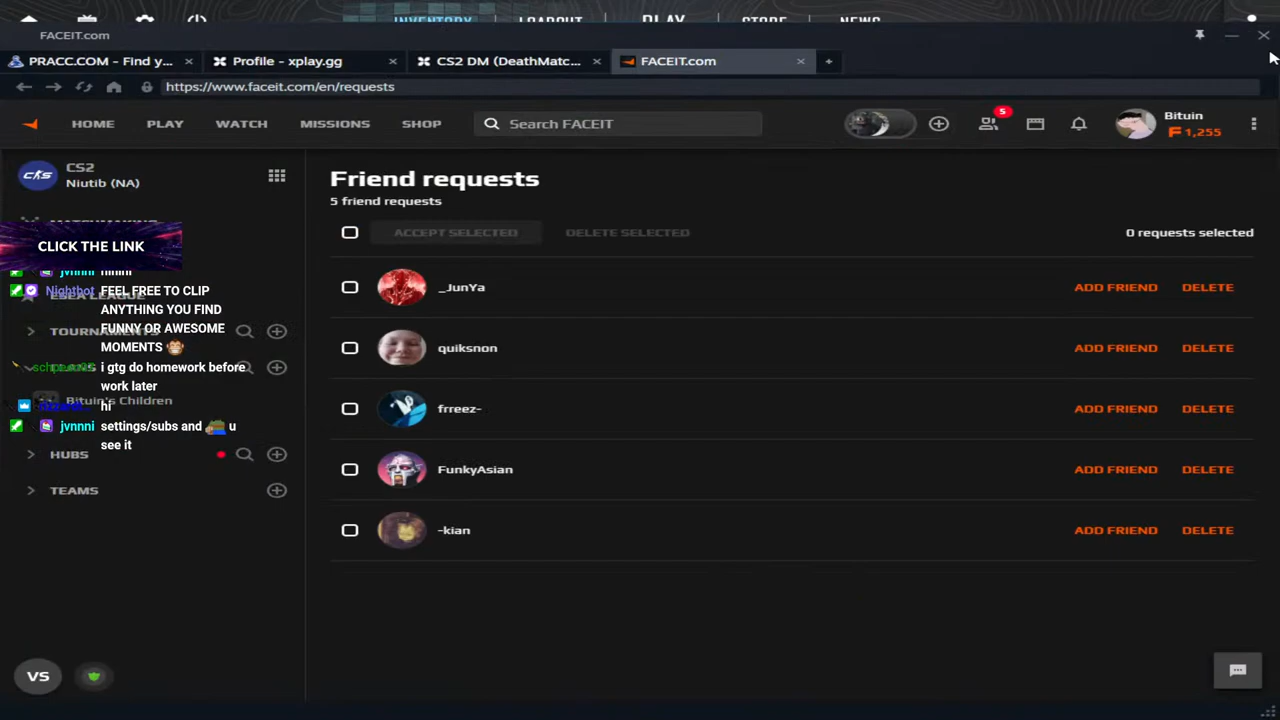 INVENTORY LOADOUT PLAY STORE NEWS
FACEIT.com
PRACC.COM - Find y...
Profile - xplay.gg
CS2 DM (DeathMatc...
FACEIT.com
https://www.faceit.com/en/requests
HOME
PLAY
WATCH
MISSIONS
SHOP
Search FACEIT
5
Bituin
1,255
CS2
Niutib (NA)
MATCHMAKING
CLICK THE LINK
jvnnni
Nightbot FEEL FREE TO CLIP
ANYTHING YOU FIND
FUNNY OR AWESOME
MOMENTS
ESEA LEAGUE
TOURNAMENTS
i gtg do homework before
work later
Bituin's Children
hi
jvnnni settings/subs and u
see it
HUBS
TEAMS
VS
Friend requests
5 friend requests
ACCEPT SELECTED
DELETE SELECTED
0 requests selected
_JunYa
ADD FRIEND
DELETE
quiksnon
ADD FRIEND
DELETE
frreez-
ADD FRIEND
DELETE
FunkyAsian
ADD FRIEND
DELETE
-kian
ADD FRIEND
DELETE